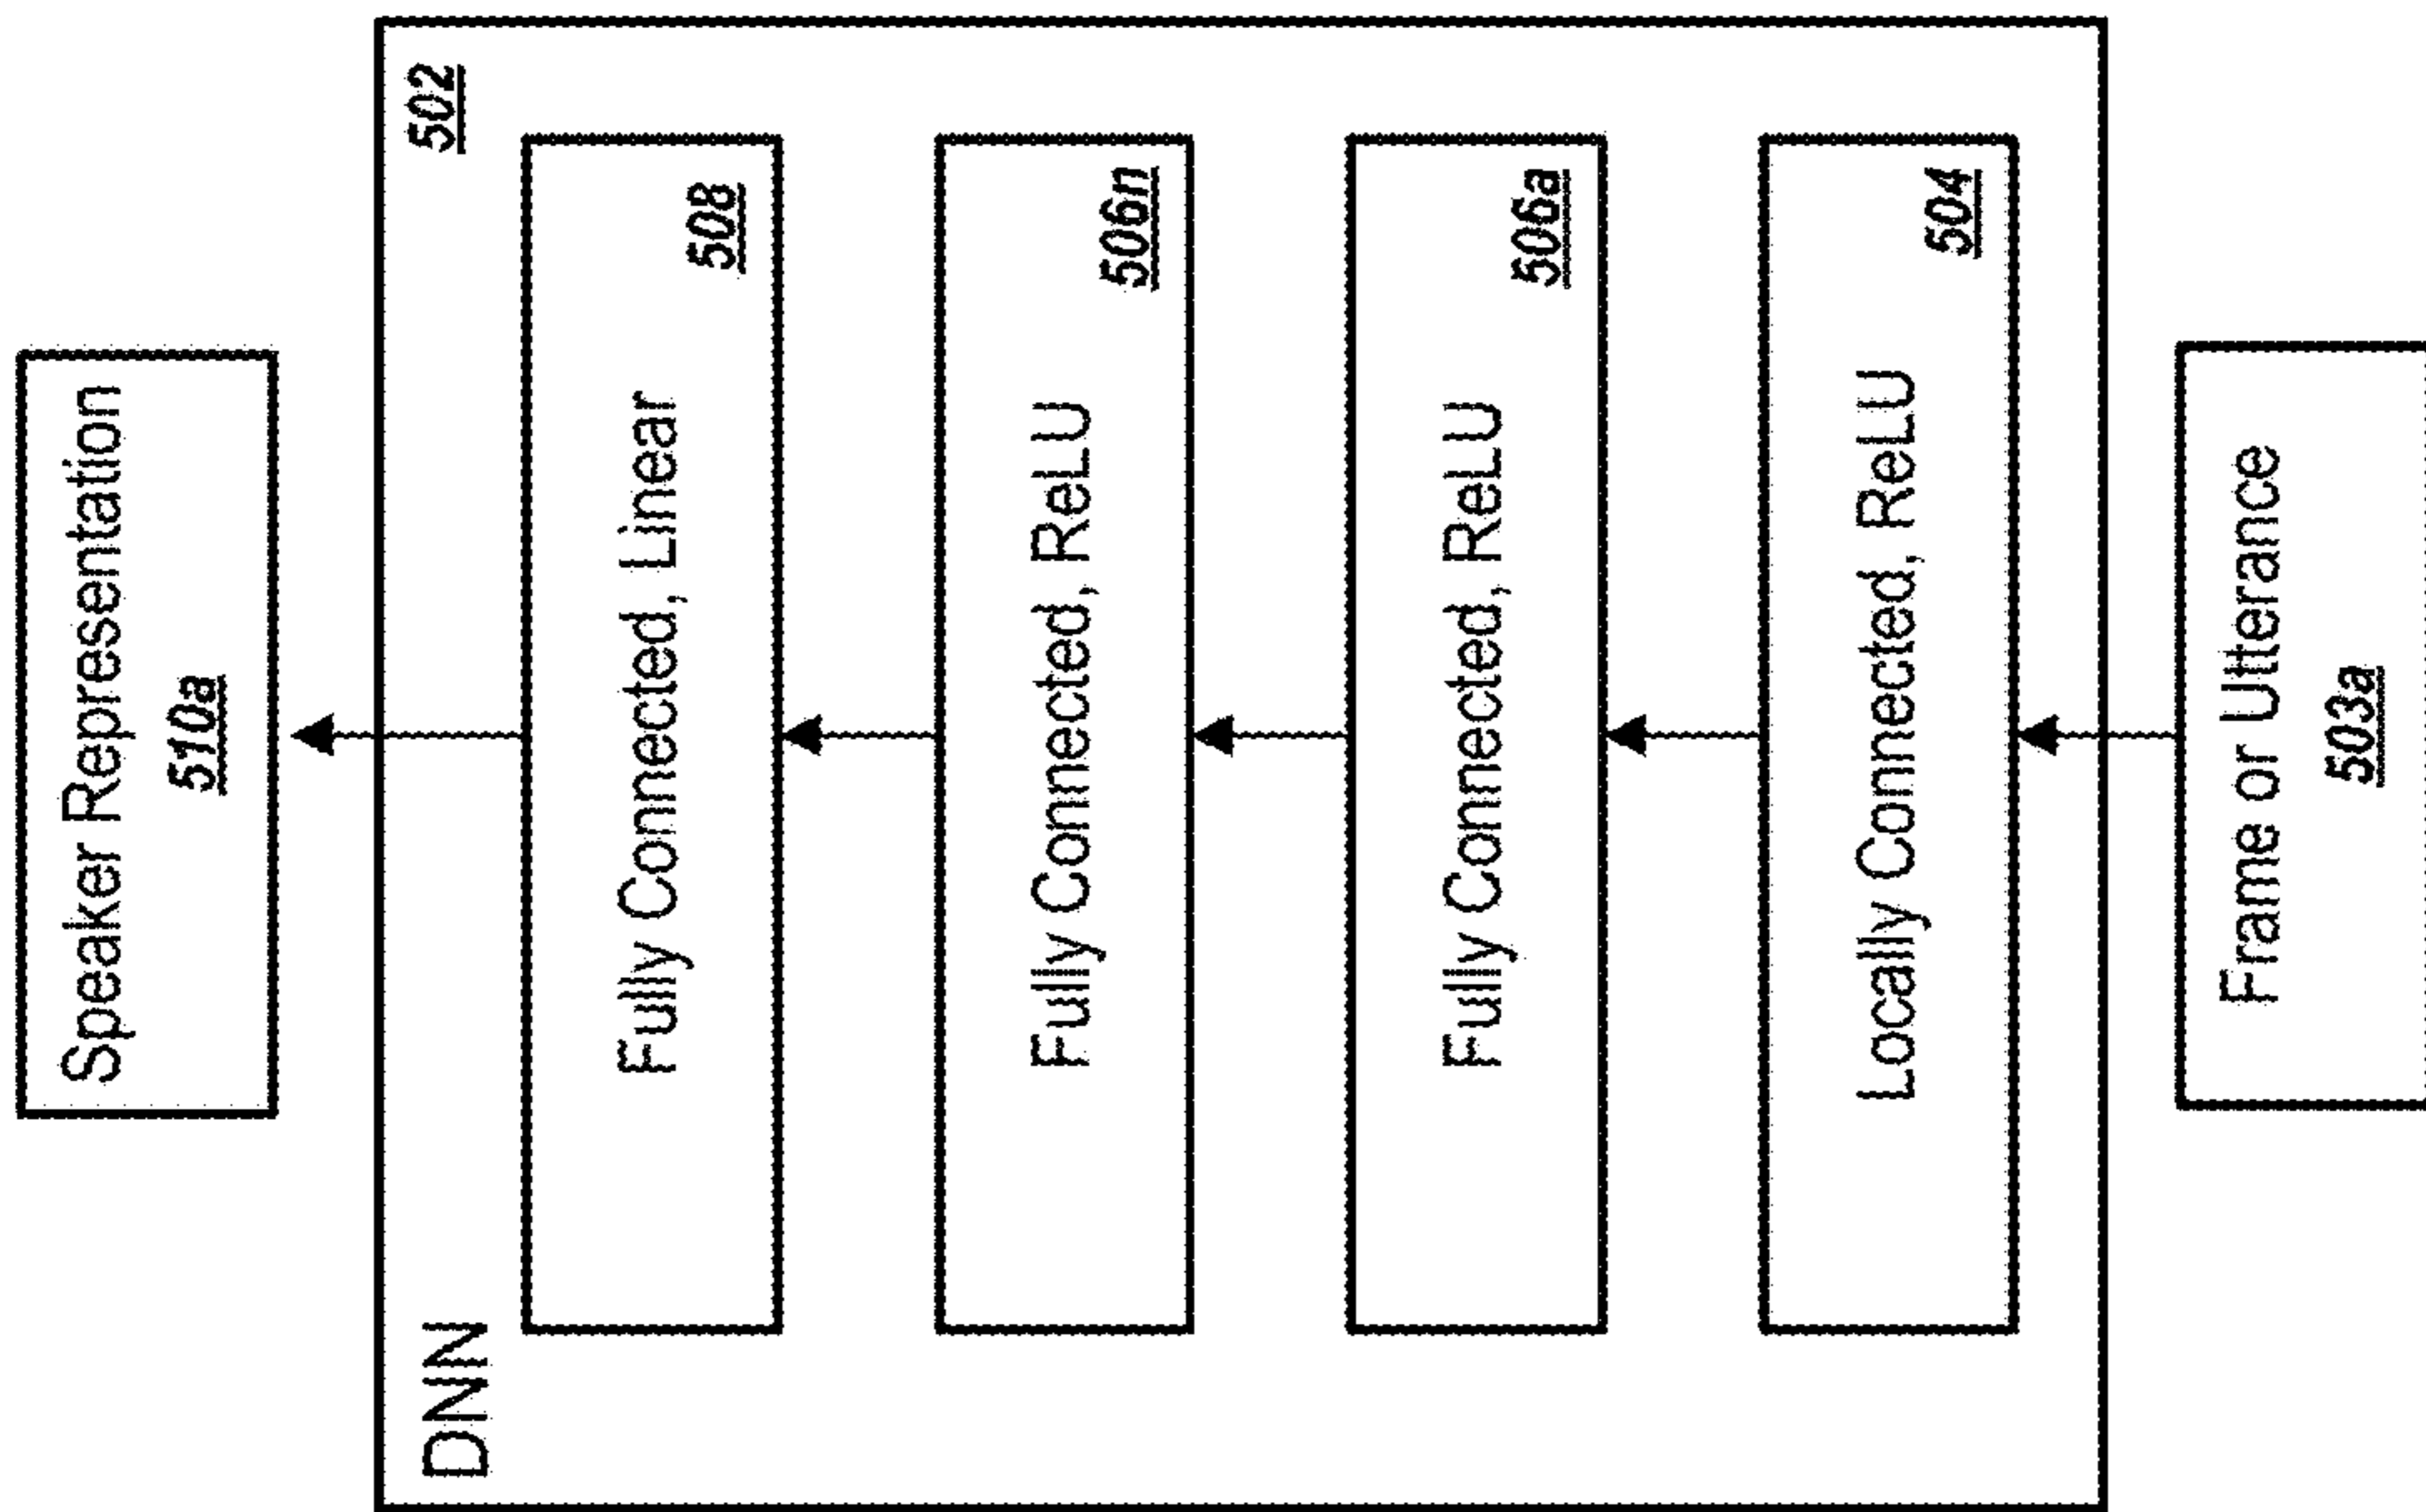 Speaker Representation
510a
DNN
502
Fully Connected, Linear
508
Fully Connected, ReLU
506n
Fully Connected, ReLU
506a
Locally Connected, ReLU
504
Frame or Utterance
503a